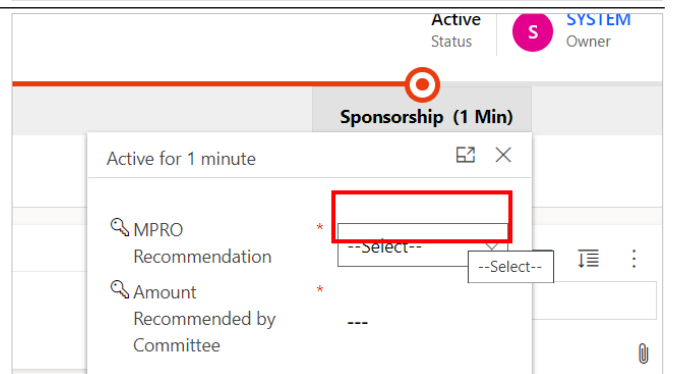 Active
Status
S
SYSTEM
Owner
Sponsorship (1 Min)
Active for 1 minute
MPRO
Recommendation
*
--Select--
--Select--
Amount
Recommended by
Committee
*
---